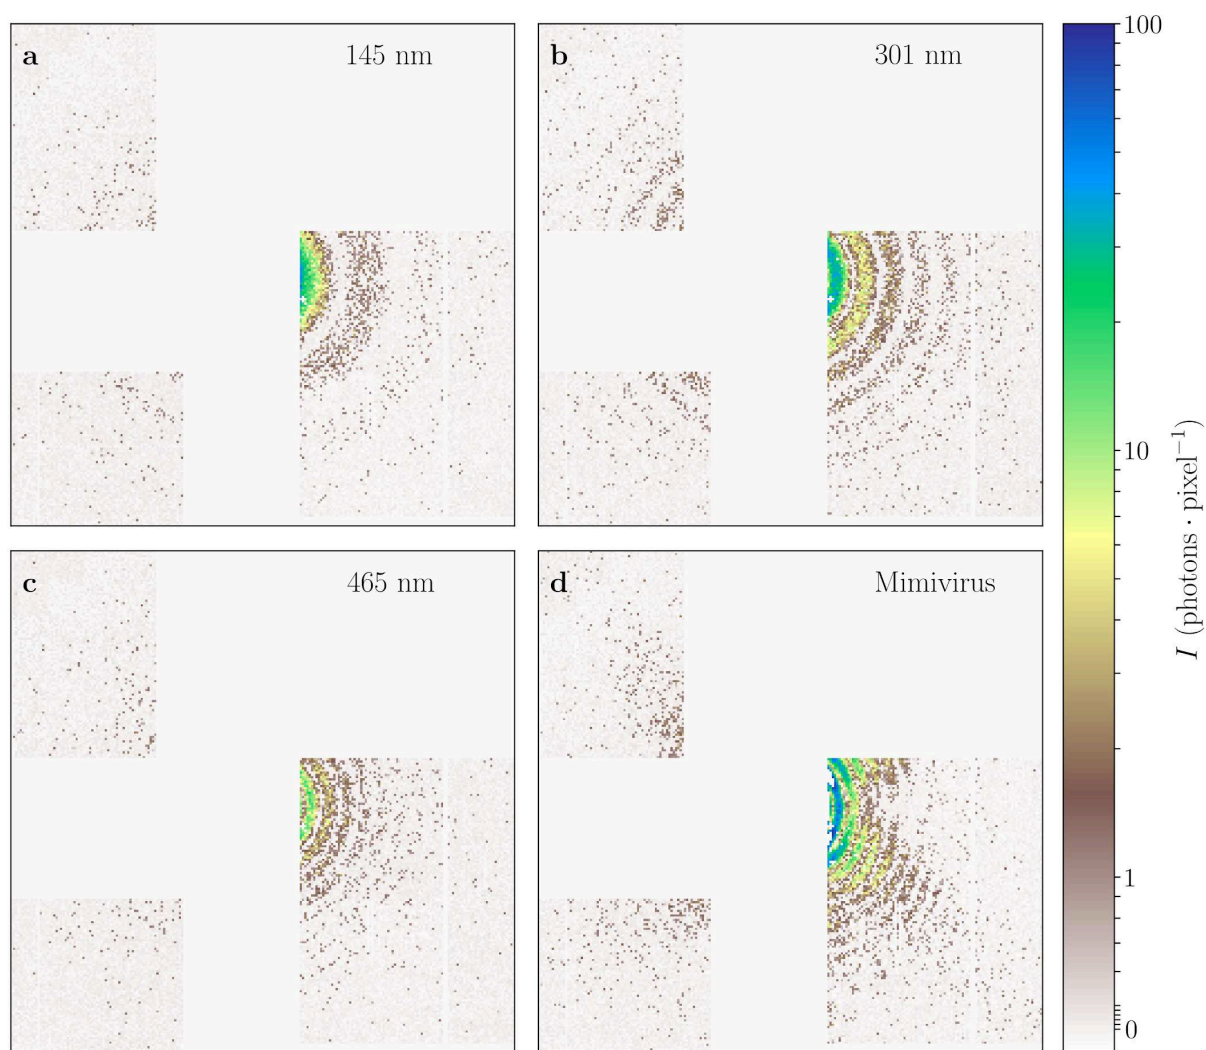 a 145 nm
b 301 nm
100
10
1
0
I (photons · pixel⁻¹)
c 465 nm
d Mimivirus